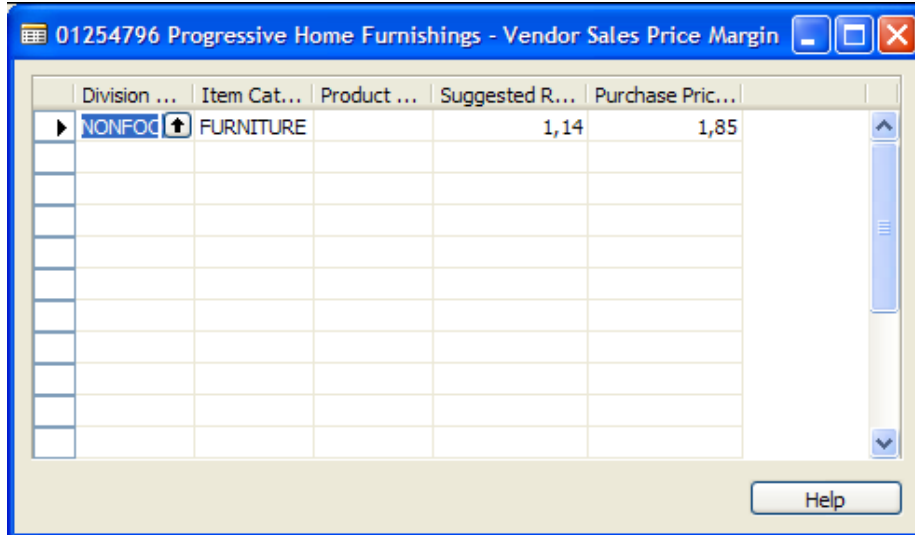 01254796 Progressive Home Furnishings - Vendor Sales Price Margin
Division ... Item Cat... Product ... Suggested R... Purchase Pric...
NONFOO FURNITURE 1,14 1,85
Help